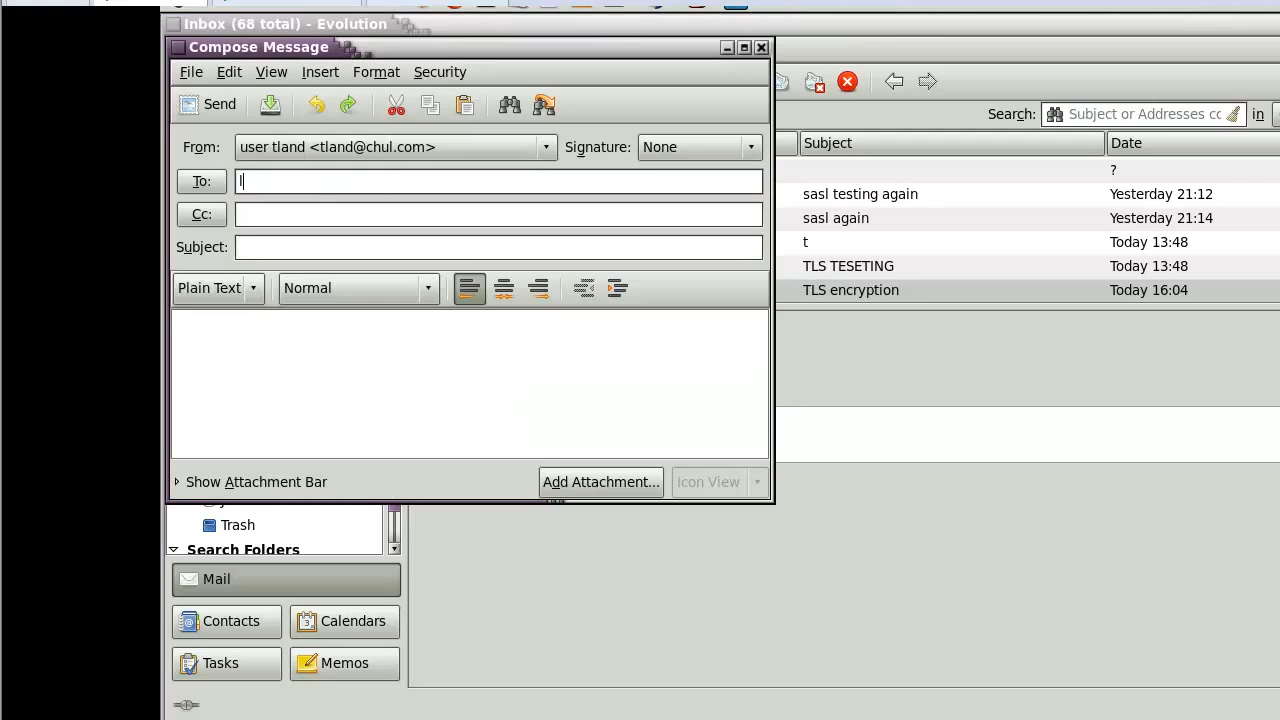 Inbox (68 total) - Evolution
Compose Message
File Edit View Insert Format Security
Send
Search: Subject or Addresses cc in
From: user tland <tland@chul.com> Signature: None
Subject Date
To: l
?
sasl testing again Yesterday 21:12
Cc:
sasl again Yesterday 21:14
Subject:
t Today 13:48
TLS TESETING Today 13:48
Plain Text Normal
TLS encryption Today 16:04
Show Attachment Bar Add Attachment... Icon View
Trash
Search Folders
Mail
Contacts Calendars
Tasks Memos